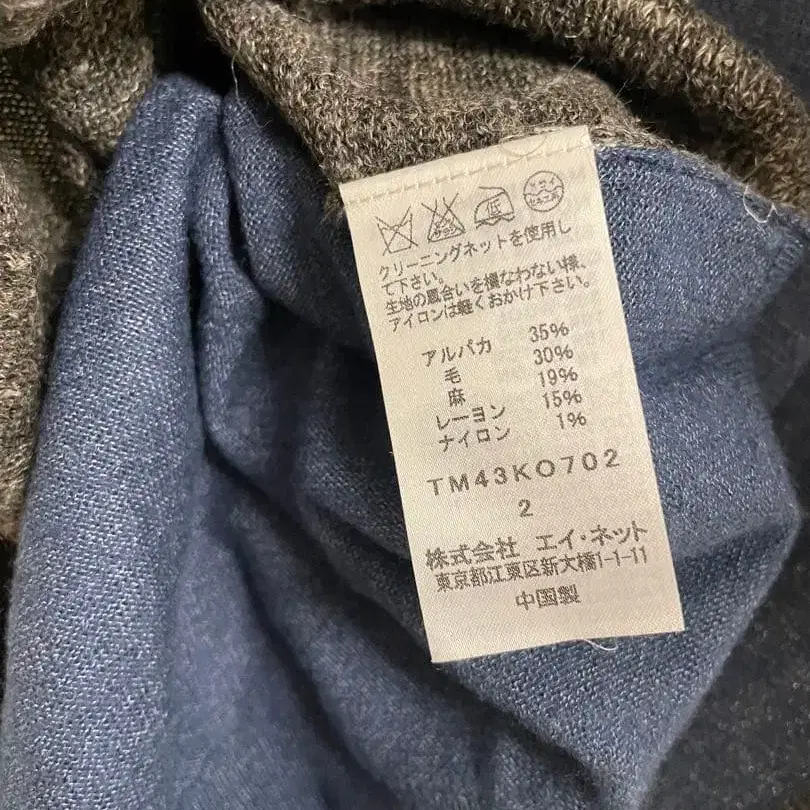 クリーニングネットを使用し
て下さい。
生地の風合いを損なわない様、
アイロンは軽くおかけ下さい。
アルパカ 35%
毛 30%
麻 19%
レーヨン 15%
ナイロン 1%
TM43KO702
2
株式会社 エイ・ネット
東京都江東区新大橋1-1-11
中国製